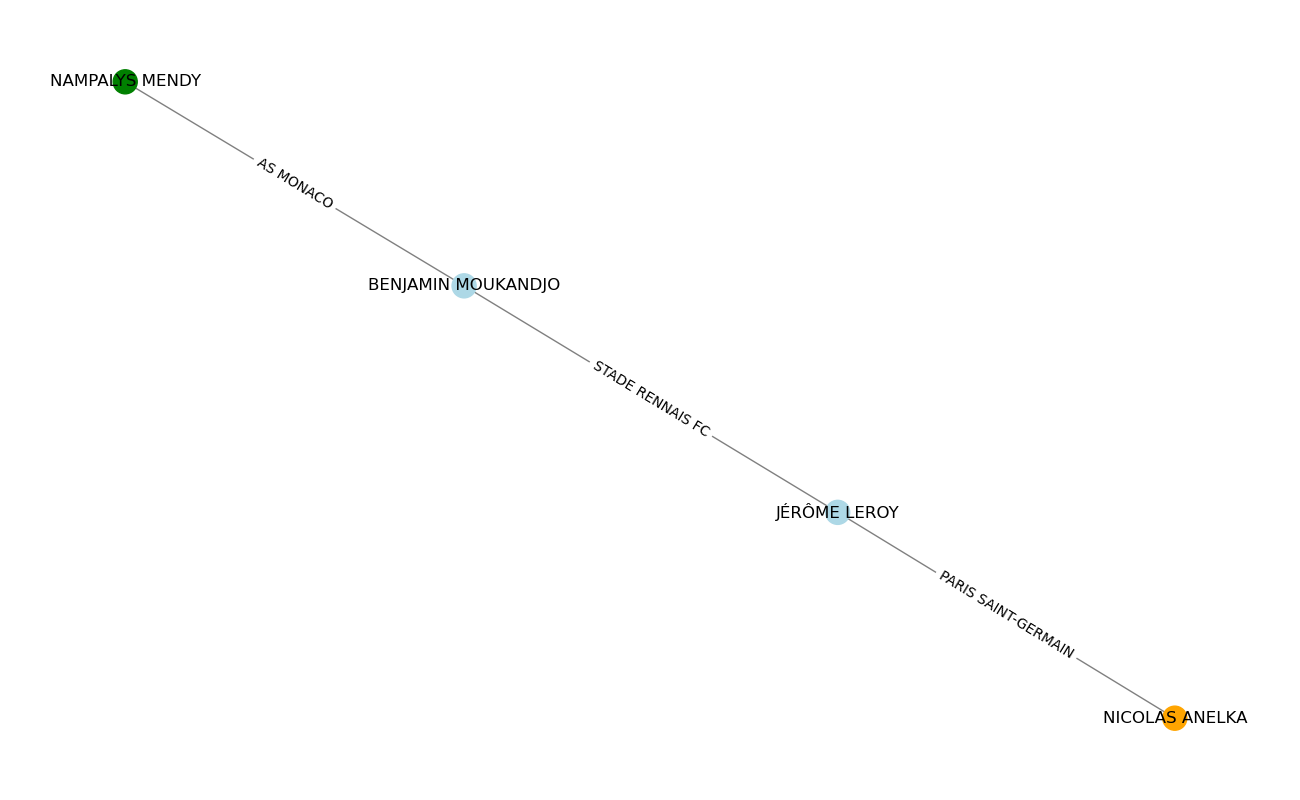 NAMPALYS MENDY
AS MONACO
BENJAMIN MOUKANDJO
STADE RENNAIS FC
JÉRÔME LEROY
PARIS SAINT-GERMAIN
NICOLAS ANELKA